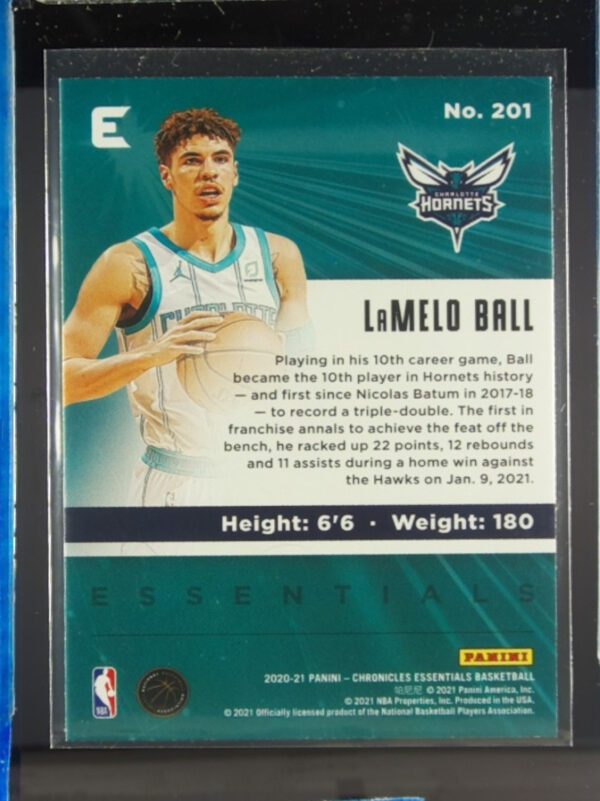 E
No. 201
CHARLOTTE
HORNETS
LaMELO BALL
Playing in his 10th career game, Ball
became the 10th player in Hornets history
— and first since Nicolas Batum in 2017-18
— to record a triple-double. The first in
franchise annals to achieve the feat off the
bench, he racked up 22 points, 12 rebounds
and 11 assists during a home win against
the Hawks on Jan. 9, 2021.
Height: 6'6 · Weight: 180
ESSENTIALS
PANINI
2020-21 PANINI – CHRONICLES ESSENTIALS BASKETBALL
帕尼尼 © 2021 Panini America, Inc.
© 2021 NBA Properties, Inc. Produced in the USA.
© 2021 Officially licensed product of the National Basketball Players Association.